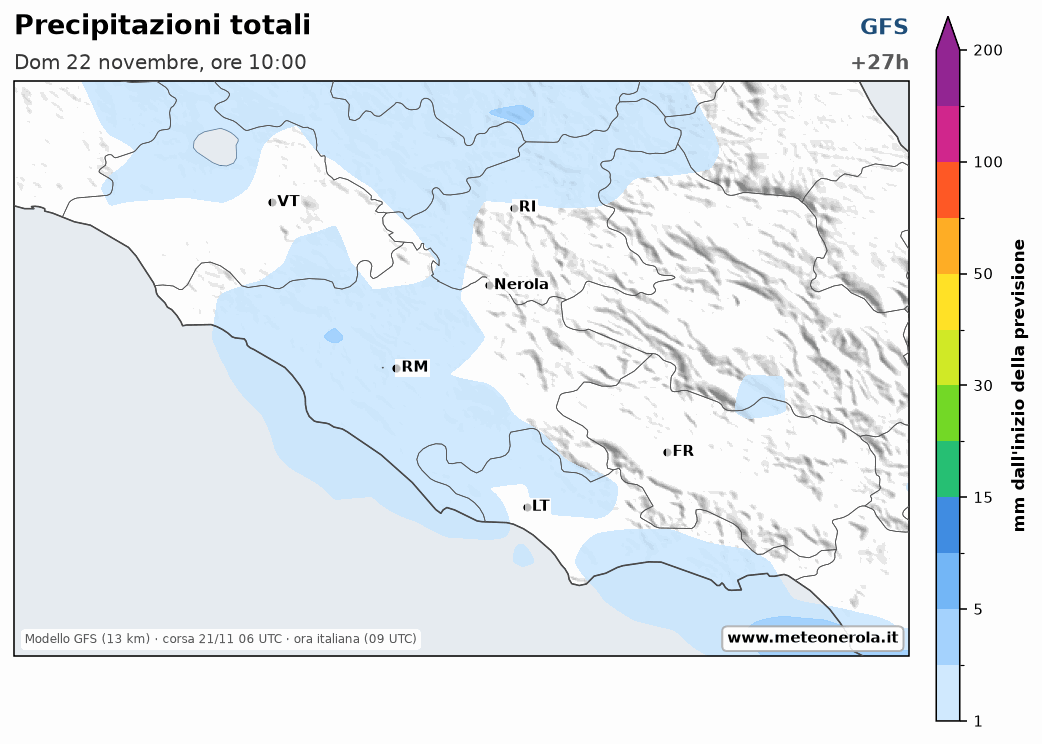 Precipitazioni totali
GFS
Dom 22 novembre, ore 10:00
+27h
VT
RI
Nerola
RM
FR
LT
Modello GFS (13 km) · corsa 21/11 06 UTC · ora italiana (09 UTC)
www.meteonerola.it
200
100
50
30
15
5
1
mm dall'inizio della previsione